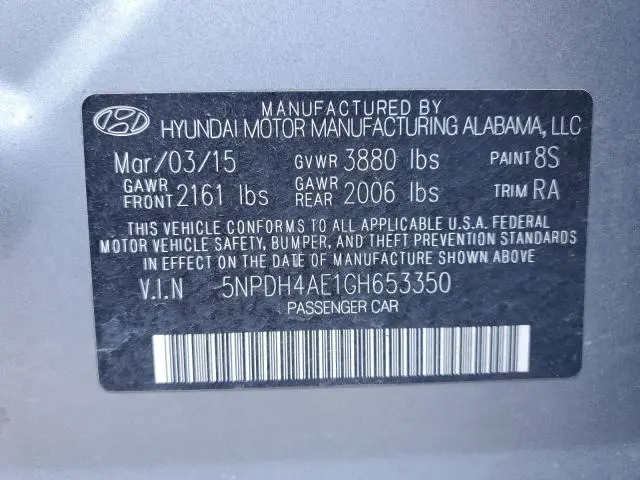 MANUFACTURED BY
HYUNDAI MOTOR MANUFACTURING ALABAMA, LLC
Mar/03/15 GVWR 3880 lbs PAINT 8S
GAWR FRONT 2161 lbs GAWR REAR 2006 lbs TRIM RA
THIS VEHICLE CONFORMS TO ALL APPLICABLE U.S.A. FEDERAL
MOTOR VEHICLE SAFETY, BUMPER, AND THEFT PREVENTION STANDARDS
IN EFFECT ON THE DATE OF MANUFACTURE SHOWN ABOVE.
V.I.N 5NPDH4AE1GH653350
PASSENGER CAR